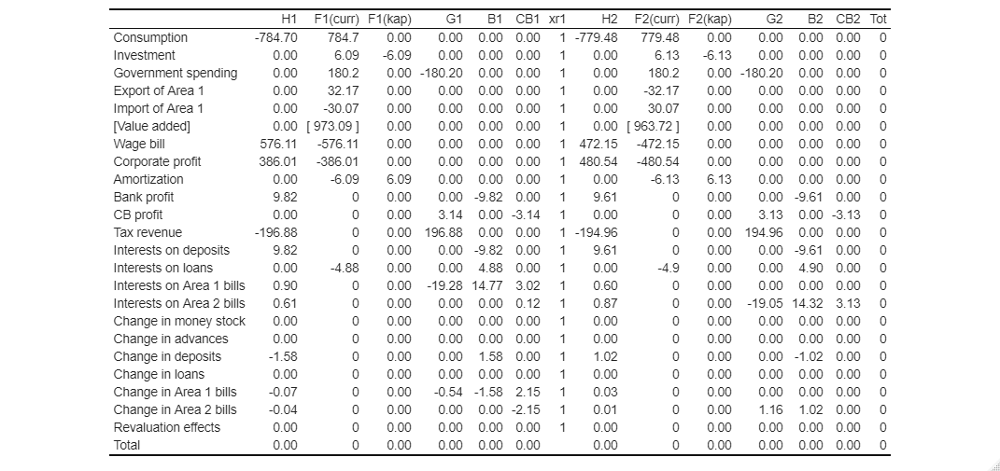 H1 F1(curr) F1(kap) G1 B1 CB1 xr1 H2 F2(curr) F2(kap) G2 B2 CB2 Tot
Consumption -784.70 784.7 0.00 0.00 0.00 0.00 1 -779.48 779.48 0.00 0.00 0.00 0.00 0
Investment 0.00 6.09 -6.09 0.00 0.00 0.00 1 0.00 6.13 -6.13 0.00 0.00 0.00 0
Government spending 0.00 180.2 0.00 -180.20 0.00 0.00 1 0.00 180.2 0.00 -180.20 0.00 0.00 0
Export of Area 1 0.00 32.17 0.00 0.00 0.00 0.00 1 0.00 -32.17 0.00 0.00 0.00 0.00 0
Import of Area 1 0.00 -30.07 0.00 0.00 0.00 0.00 1 0.00 30.07 0.00 0.00 0.00 0.00 0
[Value added] 0.00 [ 973.09 ] 0.00 0.00 0.00 0.00 1 0.00 [ 963.72 ] 0.00 0.00 0.00 0.00 0
Wage bill 576.11 -576.11 0.00 0.00 0.00 0.00 1 472.15 -472.15 0.00 0.00 0.00 0.00 0
Corporate profit 386.01 -386.01 0.00 0.00 0.00 0.00 1 480.54 -480.54 0.00 0.00 0.00 0.00 0
Amortization 0.00 -6.09 6.09 0.00 0.00 0.00 1 0.00 -6.13 6.13 0.00 0.00 0.00 0
Bank profit 9.82 0 0.00 0.00 -9.82 0.00 1 9.61 0 0.00 0.00 -9.61 0.00 0
CB profit 0.00 0 0.00 3.14 0.00 -3.14 1 0.00 0 0.00 3.13 0.00 -3.13 0
Tax revenue -196.88 0 0.00 196.88 0.00 0.00 1 -194.96 0 0.00 194.96 0.00 0.00 0
Interests on deposits 9.82 0 0.00 0.00 -9.82 0.00 1 9.61 0 0.00 0.00 -9.61 0.00 0
Interests on loans 0.00 -4.88 0.00 0.00 4.88 0.00 1 0.00 -4.9 0.00 0.00 4.90 0.00 0
Interests on Area 1 bills 0.90 0 0.00 -19.28 14.77 3.02 1 0.60 0 0.00 0.00 0.00 0.00 0
Interests on Area 2 bills 0.61 0 0.00 0.00 0.00 0.12 1 0.87 0 0.00 -19.05 14.32 3.13 0
Change in money stock 0.00 0 0.00 0.00 0.00 0.00 1 0.00 0 0.00 0.00 0.00 0.00 0
Change in advances 0.00 0 0.00 0.00 0.00 0.00 1 0.00 0 0.00 0.00 0.00 0.00 0
Change in deposits -1.58 0 0.00 0.00 1.58 0.00 1 1.02 0 0.00 0.00 -1.02 0.00 0
Change in loans 0.00 0 0.00 0.00 0.00 0.00 1 0.00 0 0.00 0.00 0.00 0.00 0
Change in Area 1 bills -0.07 0 0.00 -0.54 -1.58 2.15 1 0.03 0 0.00 0.00 0.00 0.00 0
Change in Area 2 bills -0.04 0 0.00 0.00 0.00 -2.15 1 0.01 0 0.00 1.16 1.02 0.00 0
Revaluation effects 0.00 0 0.00 0.00 0.00 0.00 1 0.00 0 0.00 0.00 0.00 0.00 0
Total 0.00 0 0.00 0.00 0.00 0.00 0.00 0 0.00 0.00 0.00 0.00 0